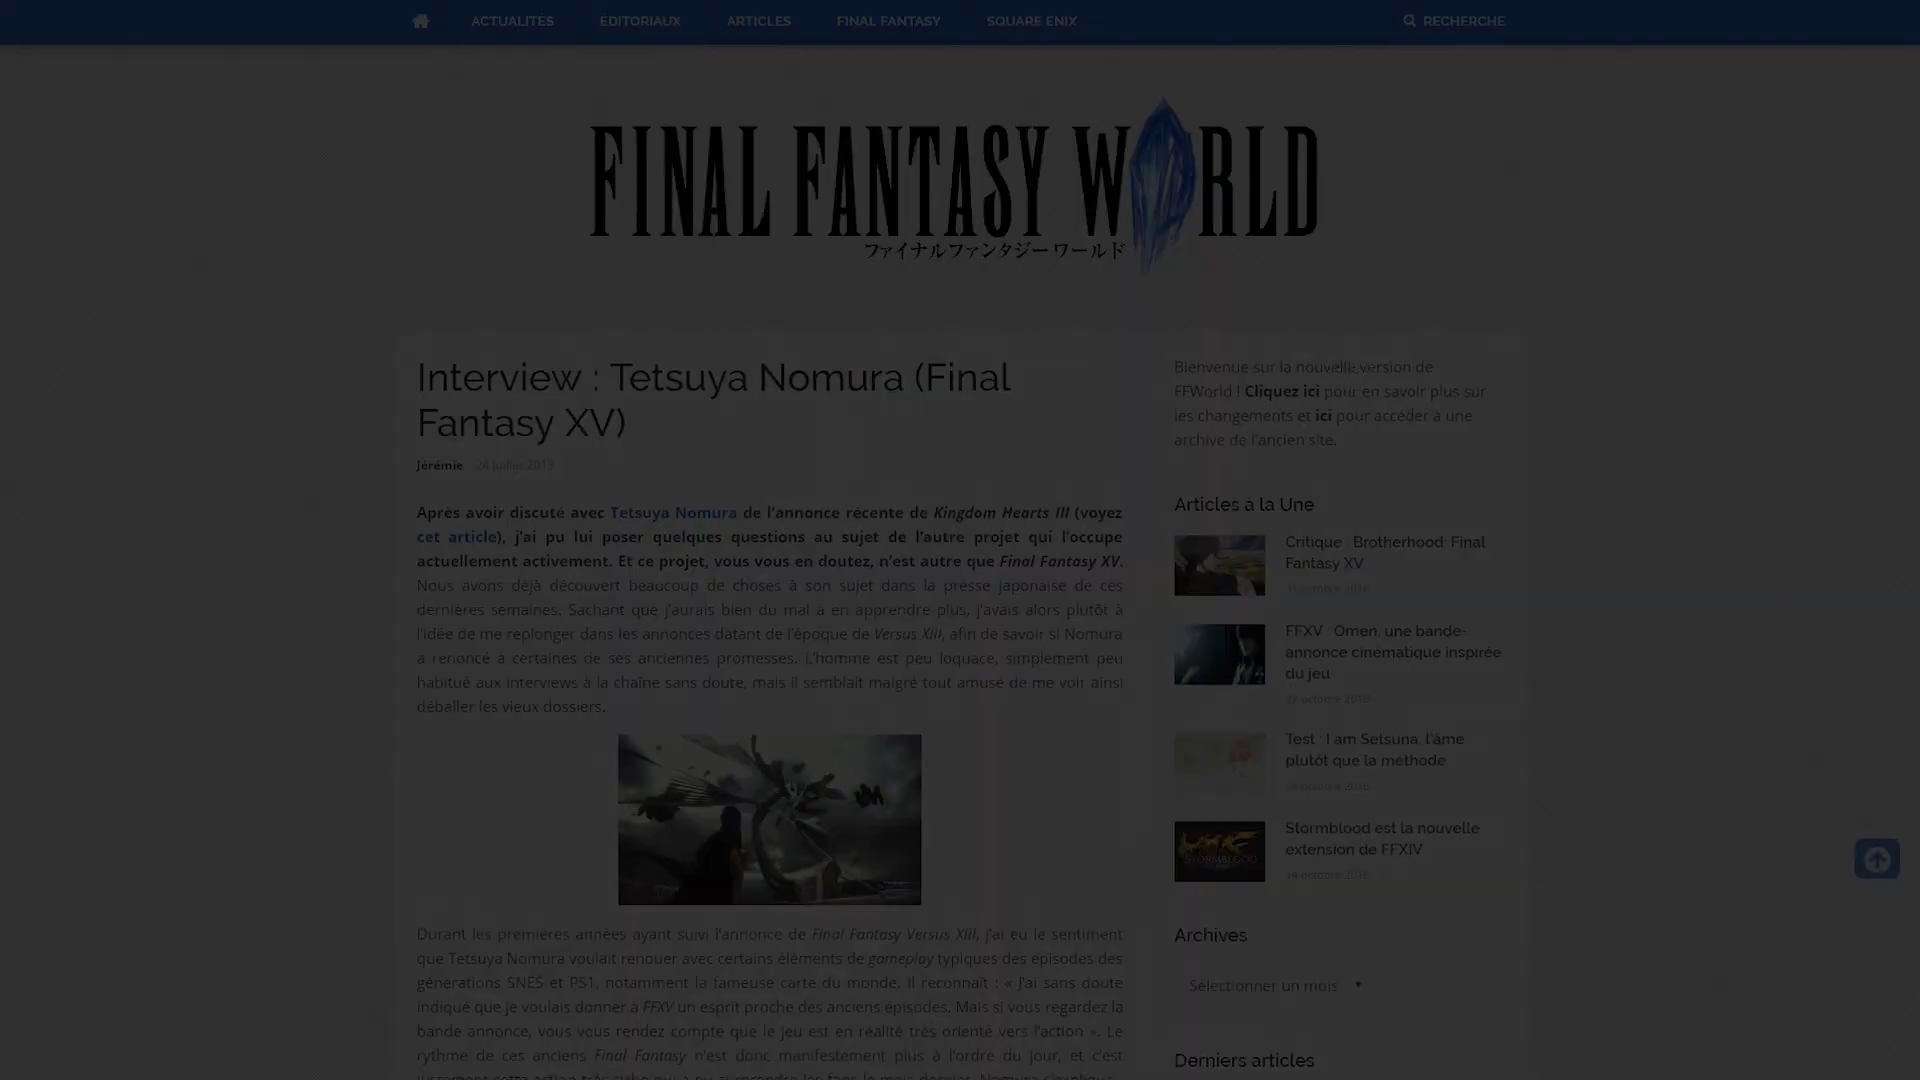 ACTUALITES
EDITORIAUX
ARTICLES
FINAL FANTASY
SQUARE ENIX
RECHERCHE
FINAL FANTASY WORLD
ファイナルファンタジーワールド
Interview : Tetsuya Nomura (Final
Fantasy XV)
Jérémie 24 juillet 2013
Après avoir discuté avec Tetsuya Nomura de l'annonce récente de Kingdom Hearts III (voyez
cet article), j'ai pu lui poser quelques questions au sujet de l'autre projet qui l'occupe
actuellement activement. Et ce projet, vous vous en doutez, n'est autre que Final Fantasy XV.
Nous avons déjà découvert beaucoup de choses à son sujet dans la presse japonaise de ces
dernières semaines. Sachant que j'aurais bien du mal à en apprendre plus, j'avais alors plutôt à
l'idée de me replonger dans les annonces datant de l'époque de Versus XIII, afin de savoir si Nomura
a renoncé à certaines de ses anciennes promesses. L'homme est peu loquace, simplement peu
habitué aux interviews à la chaîne sans doute, mais il semblait malgré tout amusé de me voir ainsi
déballer les vieux dossiers.
Durant les premières années ayant suivi l'annonce de Final Fantasy Versus XIII, j'ai eu le sentiment
que Tetsuya Nomura voulait renouer avec certains éléments de gameplay typiques des épisodes des
générations SNES et PS1, notamment la fameuse carte du monde. Il reconnaît : « J'ai sans doute
indiqué que je voulais donner à FFXV un esprit proche des anciens épisodes. Mais si vous regardez la
bande annonce, vous vous rendez compte que le jeu est en réalité très orienté vers l'action ». Le
rythme de ces anciens Final Fantasy n'est donc manifestement plus à l'ordre du jour, et c'est
Bienvenue sur la nouvelle version de
FFWorld ! Cliquez ici pour en savoir plus sur
les changements et ici pour accéder à une
archive de l'ancien site.
Articles à la Une
Critique : Brotherhood: Final
Fantasy XV
31 octobre 2016
FFXV : Omen, une bande-
annonce cinématique inspirée
du jeu
27 octobre 2016
Test : I am Setsuna, l'âme
plutôt que la méthode
octobre 2016
STORMBLOOD
Stormblood est la nouvelle
extension de FFXIV
14 octobre 2016
Archives
Sélectionner un mois
Derniers articles